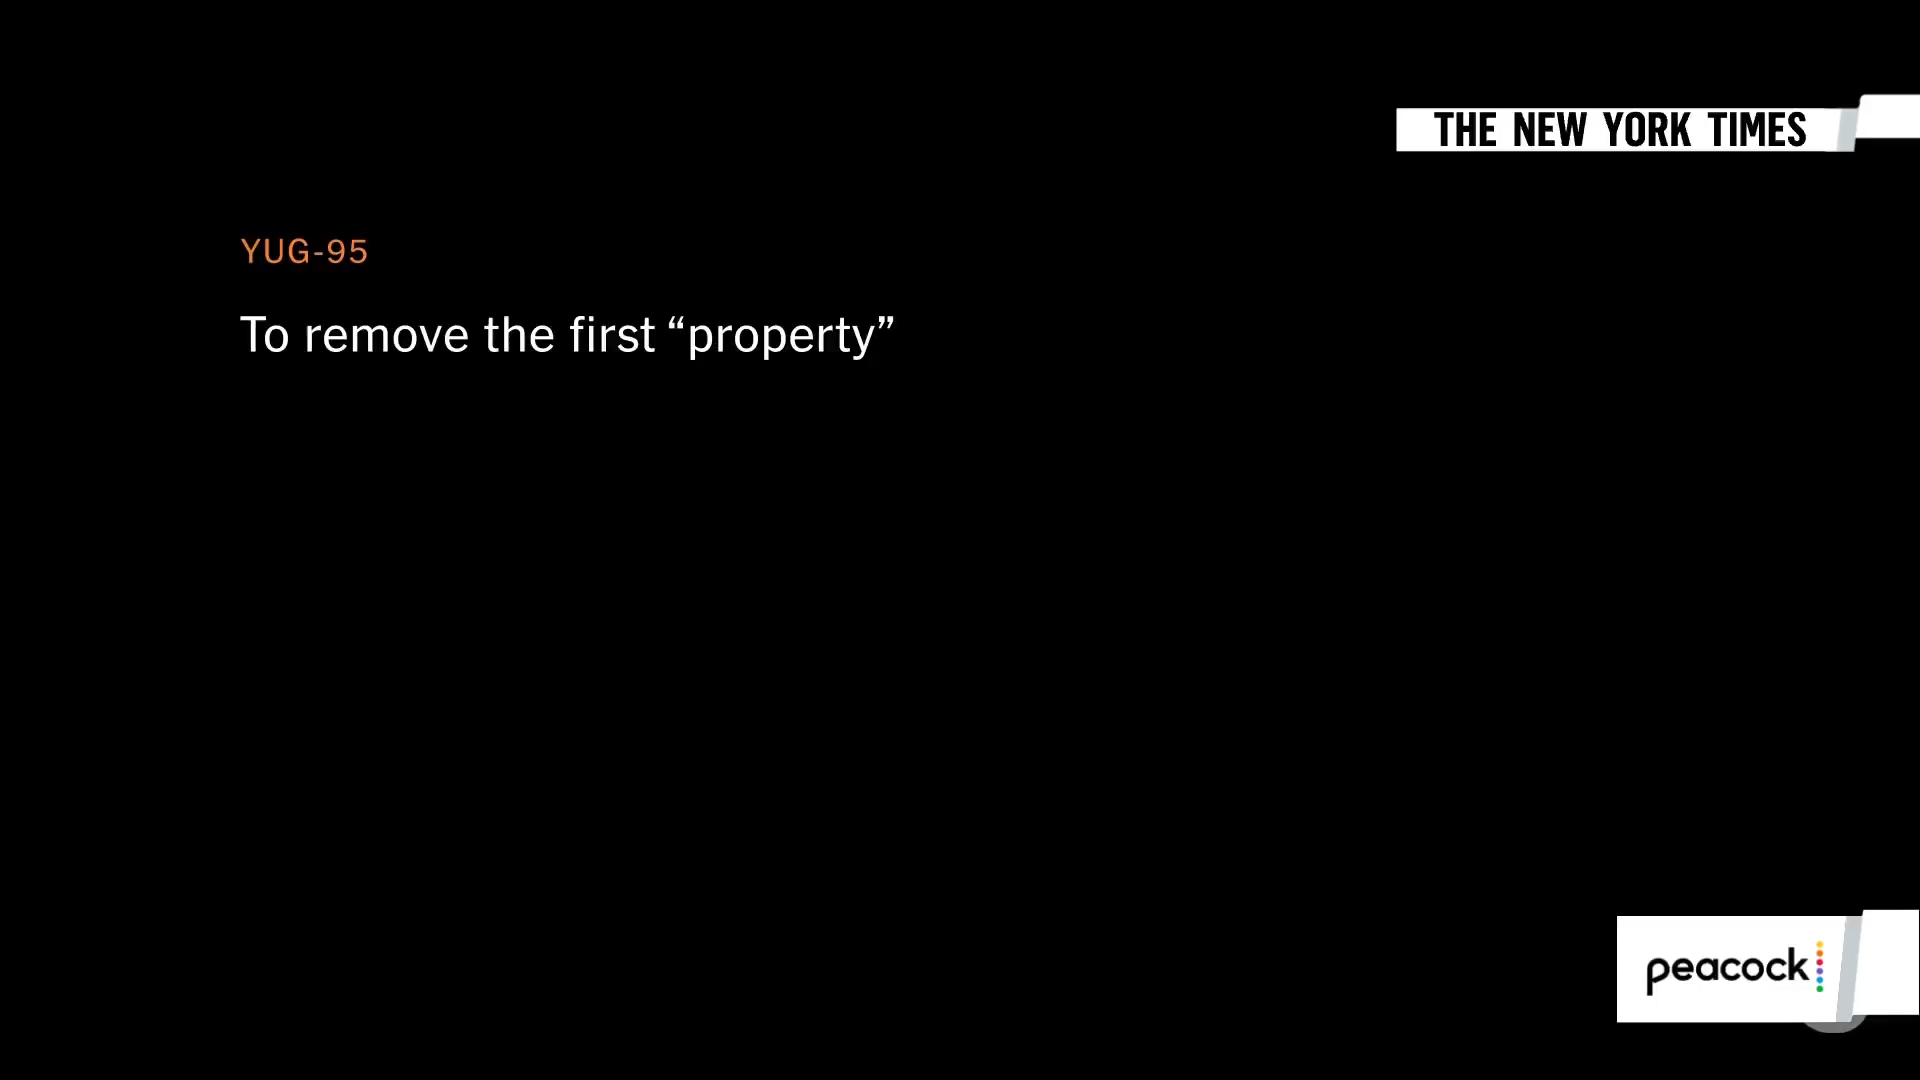 THE NEW YORK TIMES
YUG-95
To remove the first “property”
peacock